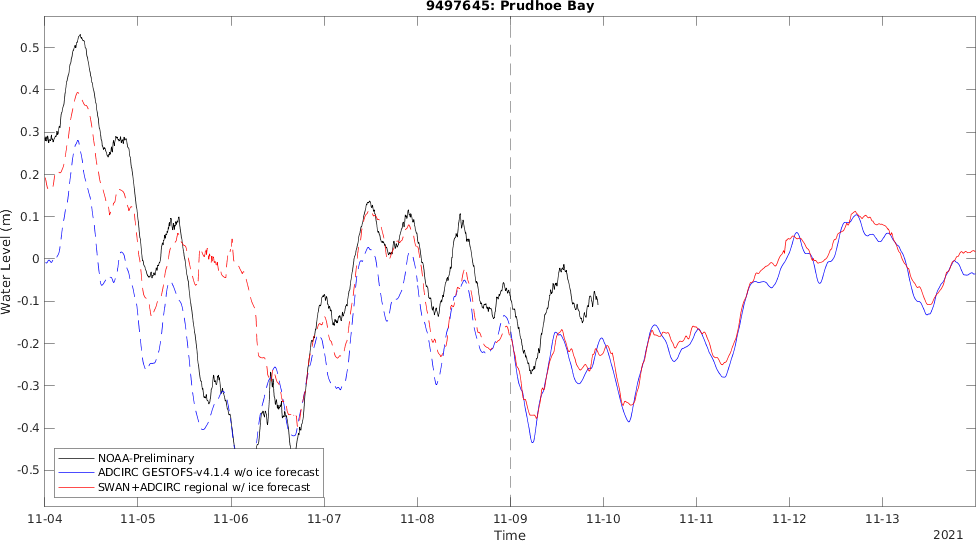 9497645: Prudhoe Bay
Water Level (m)
0.5
0.4
0.3
0.2
0.1
0
-0.1
-0.2
-0.3
-0.4
-0.5
NOAA-Preliminary
ADCIRC GESTOFS-v4.1.4 w/o ice forecast
SWAN+ADCIRC regional w/ ice forecast
11-04 11-05 11-06 11-07 11-08 11-09 11-10 11-11 11-12 11-13
Time
2021